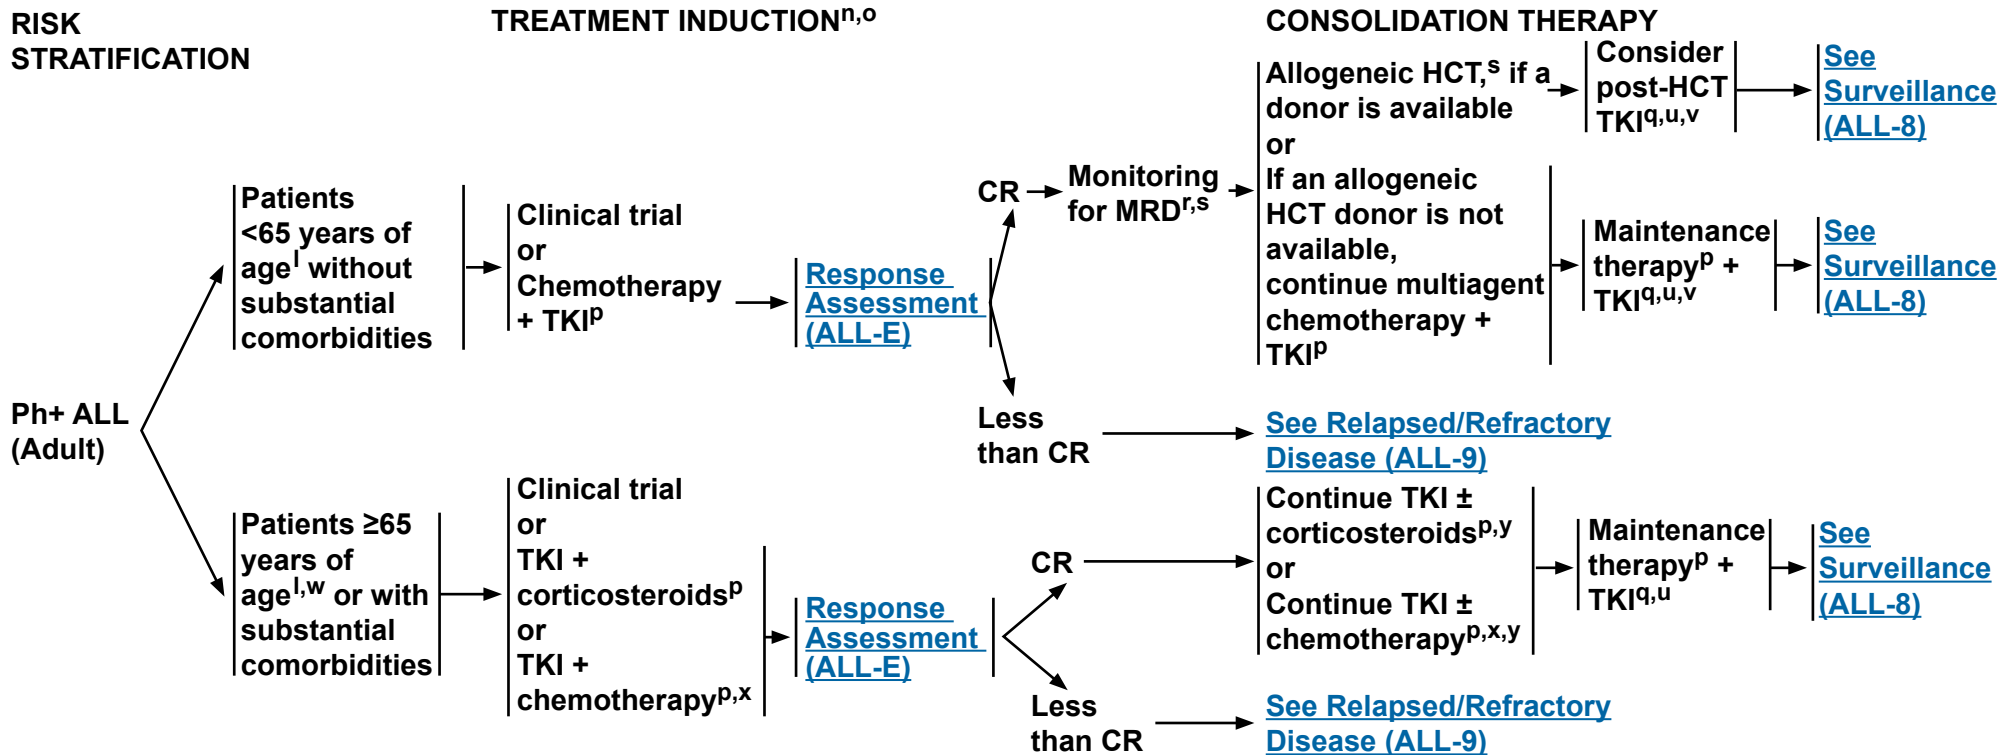 RISK
STRATIFICATION
TREATMENT INDUCTIONn,o
CONSOLIDATION THERAPY
Ph+ ALL
(Adult)
Patients
<65 years of
agel without
substantial
comorbidities
Clinical trial
or
Chemotherapy
+ TKIp
Response
Assessment
(ALL-E)
CR
Monitoring
for MRDr,s
Allogeneic HCT,s if a
donor is available
or
If an allogeneic
HCT donor is not
available,
continue multiagent
chemotherapy +
TKIp
Consider
post-HCT
TKIq,u,v
See
Surveillance
(ALL-8)
Maintenance
therapyp +
TKIq,u,v
See
Surveillance
(ALL-8)
Less
than CR
See Relapsed/Refractory
Disease (ALL-9)
Patients ≥65
years of
agel,w or with
substantial
comorbidities
Clinical trial
or
TKI +
corticosteroidsp
or
TKI +
chemotherapyp,x
Response
Assessment
(ALL-E)
CR
Continue TKI ±
corticosteroidsp,y
or
Continue TKI ±
chemotherapyp,x,y
Maintenance
therapyp +
TKIq,u
See
Surveillance
(ALL-8)
Less
than CR
See Relapsed/Refractory
Disease (ALL-9)